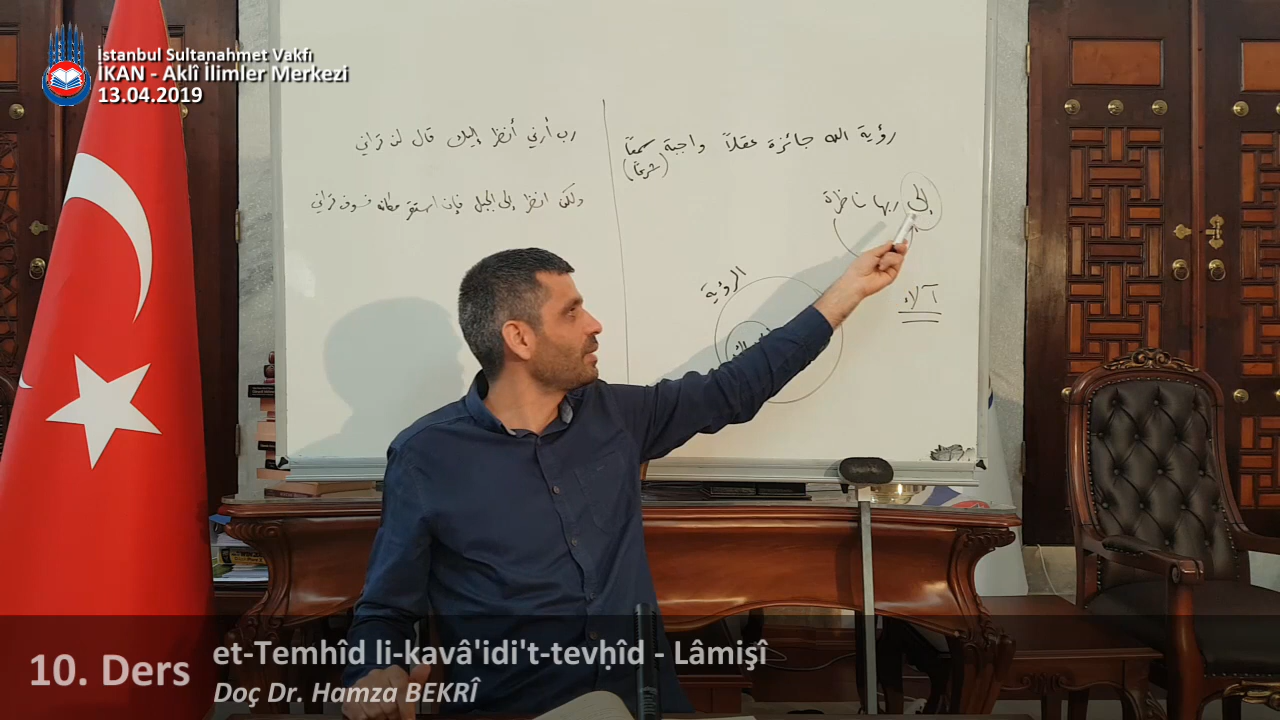 İstanbul Sultanahmet Vakfı
İKAN - Aklî İlimler Merkezi
13.04.2019
رؤية الله جائزة عقلاً واجبة سمعًا
(شرعًا)
إلى ربها ناظرة
آلاء
الرؤية
رب أرني أنظر إليك قال لن تراني
ولكن انظر إلى الجبل فإن استقر مكانه فسوف تراني
10. Ders
et-Temhîd li-kavâ'idi't-tevḥîd - Lâmişî
Doç Dr. Hamza BEKRÎ